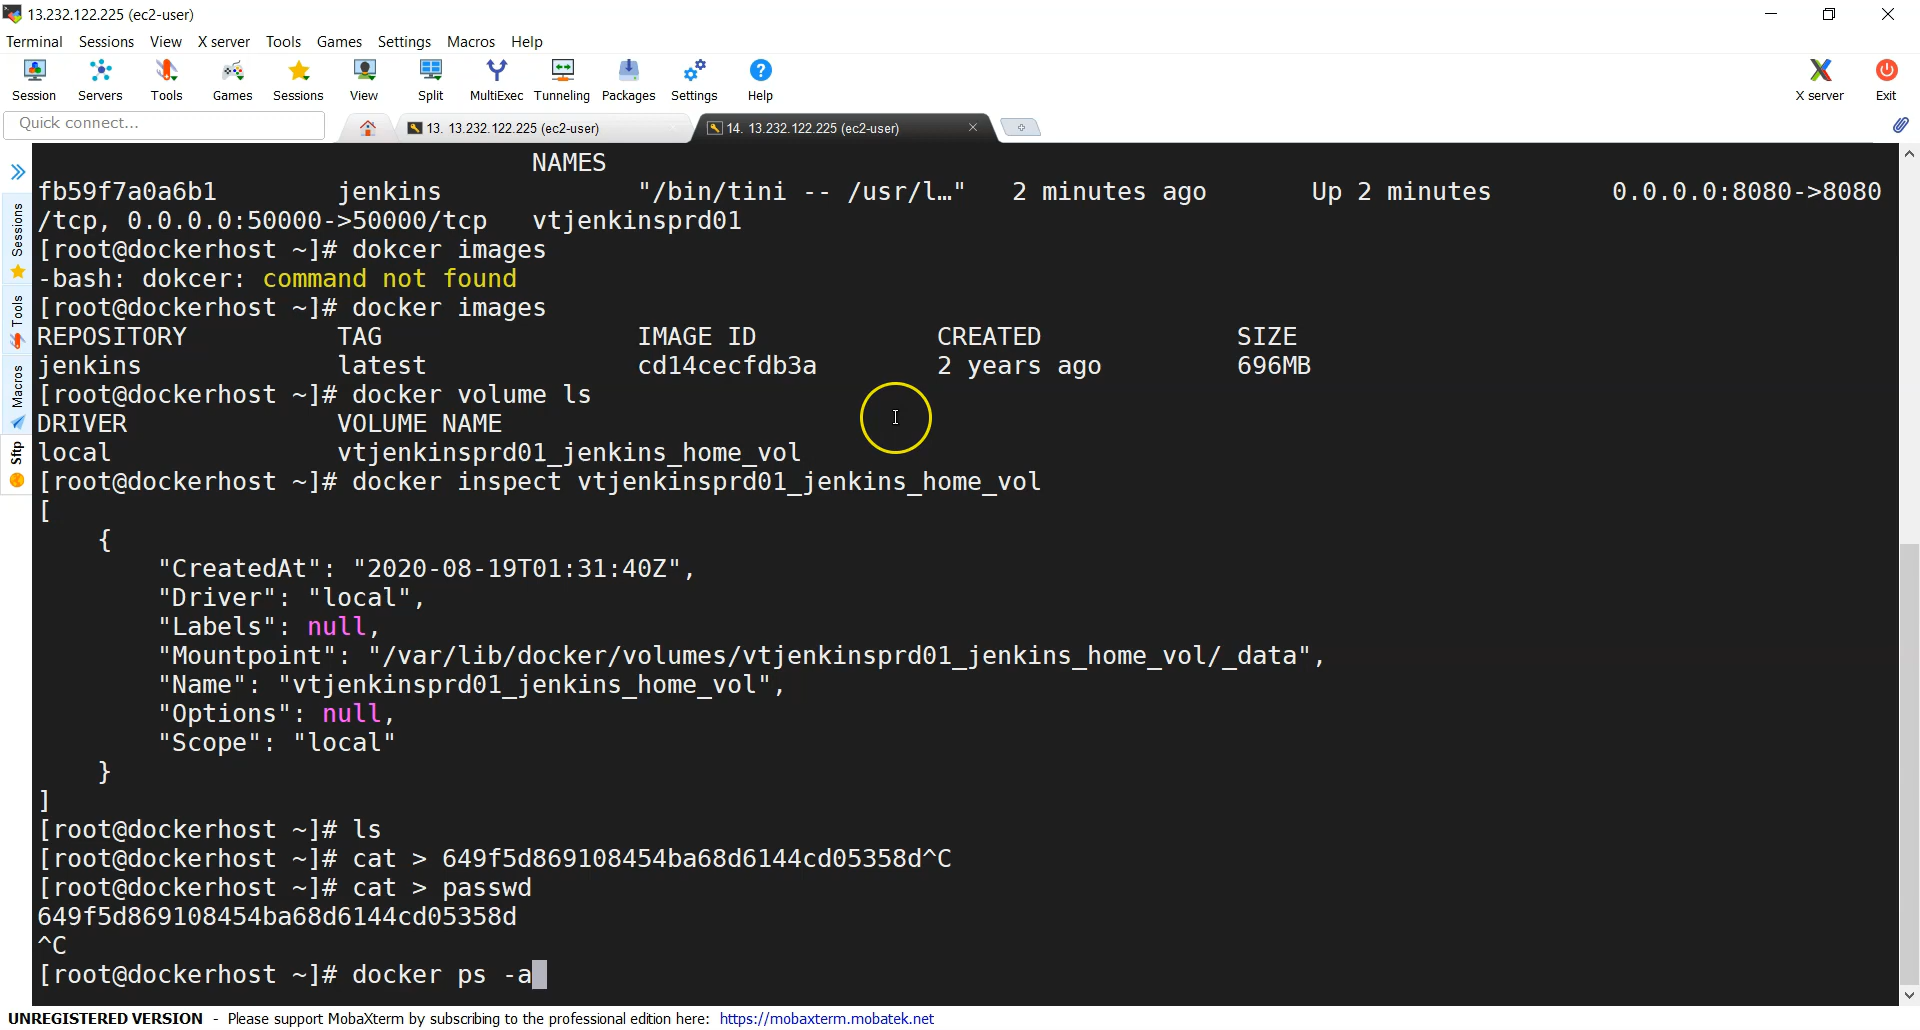 13.232.122.225 (ec2-user)
Terminal Sessions View X server Tools Games Settings Macros Help
Session Servers Tools Games Sessions View Split MultiExec Tunneling Packages Settings Help X server Exit
Quick connect...
13. 13.232.122.225 (ec2-user)
14. 13.232.122.225 (ec2-user)
Sessions
Tools
Macros
Sftp
NAMES
fb59f7a0a6b1 jenkins "/bin/tini -- /usr/l…" 2 minutes ago Up 2 minutes 0.0.0.0:8080->8080
/tcp, 0.0.0.0:50000->50000/tcp vtjenkinsprd01
[root@dockerhost ~]# dokcer images
-bash: dokcer: command not found
[root@dockerhost ~]# docker images
REPOSITORY TAG IMAGE ID CREATED SIZE
jenkins latest cd14cecfdb3a 2 years ago 696MB
[root@dockerhost ~]# docker volume ls
DRIVER VOLUME NAME
local vtjenkinsprd01_jenkins_home_vol
[root@dockerhost ~]# docker inspect vtjenkinsprd01_jenkins_home_vol
[
{
"CreatedAt": "2020-08-19T01:31:40Z",
"Driver": "local",
"Labels": null,
"Mountpoint": "/var/lib/docker/volumes/vtjenkinsprd01_jenkins_home_vol/_data",
"Name": "vtjenkinsprd01_jenkins_home_vol",
"Options": null,
"Scope": "local"
}
]
[root@dockerhost ~]# ls
[root@dockerhost ~]# cat > 649f5d869108454ba68d6144cd05358d^C
[root@dockerhost ~]# cat > passwd
649f5d869108454ba68d6144cd05358d
^C
[root@dockerhost ~]# docker ps -a
UNREGISTERED VERSION - Please support MobaXterm by subscribing to the professional edition here: https://mobaxterm.mobatek.net